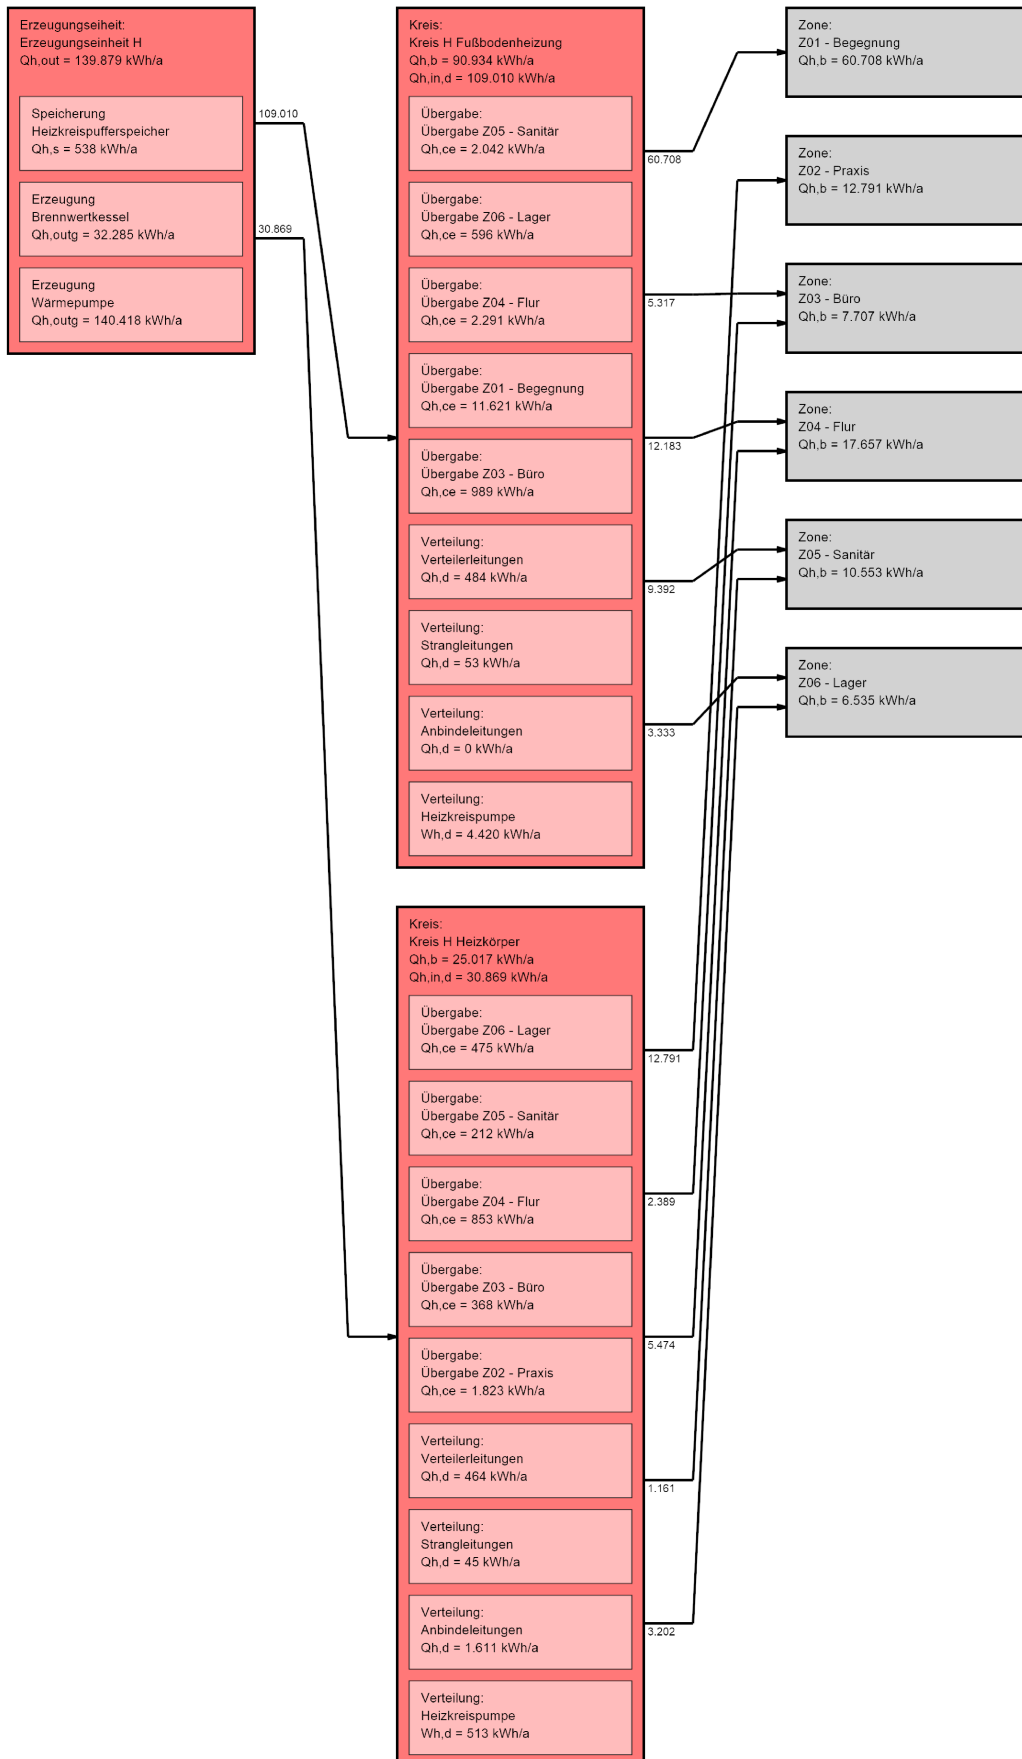 Erzeugungseiheit:
Erzeugungseinheit H
Qh,out = 139.879 kWh/a
Speicherung
Heizkreispufferspeicher
Qh,s = 538 kWh/a
Erzeugung
Brennwertkessel
Qh,outg = 32.285 kWh/a
Erzeugung
Wärmepumpe
Qh,outg = 140.418 kWh/a
109.010
30.869
Kreis:
Kreis H Fußbodenheizung
Qh,b = 90.934 kWh/a
Qh,in,d = 109.010 kWh/a
Übergabe:
Übergabe Z05 - Sanitär
Qh,ce = 2.042 kWh/a
Übergabe:
Übergabe Z06 - Lager
Qh,ce = 596 kWh/a
Übergabe:
Übergabe Z04 - Flur
Qh,ce = 2.291 kWh/a
Übergabe:
Übergabe Z01 - Begegnung
Qh,ce = 11.621 kWh/a
Übergabe:
Übergabe Z03 - Büro
Qh,ce = 989 kWh/a
Verteilung:
Verteilerleitungen
Qh,d = 484 kWh/a
Verteilung:
Strangleitungen
Qh,d = 53 kWh/a
Verteilung:
Anbindeleitungen
Qh,d = 0 kWh/a
Verteilung:
Heizkreispumpe
Wh,d = 4.420 kWh/a
60.708
5.317
12.183
9.392
3.333
Kreis:
Kreis H Heizkörper
Qh,b = 25.017 kWh/a
Qh,in,d = 30.869 kWh/a
Übergabe:
Übergabe Z06 - Lager
Qh,ce = 475 kWh/a
Übergabe:
Übergabe Z05 - Sanitär
Qh,ce = 212 kWh/a
Übergabe:
Übergabe Z04 - Flur
Qh,ce = 853 kWh/a
Übergabe:
Übergabe Z03 - Büro
Qh,ce = 368 kWh/a
Übergabe:
Übergabe Z02 - Praxis
Qh,ce = 1.823 kWh/a
Verteilung:
Verteilerleitungen
Qh,d = 464 kWh/a
Verteilung:
Strangleitungen
Qh,d = 45 kWh/a
Verteilung:
Anbindeleitungen
Qh,d = 1.611 kWh/a
Verteilung:
Heizkreispumpe
Wh,d = 513 kWh/a
12.791
2.389
5.474
1.161
3.202
Zone:
Z01 - Begegnung
Qh,b = 60.708 kWh/a
Zone:
Z02 - Praxis
Qh,b = 12.791 kWh/a
Zone:
Z03 - Büro
Qh,b = 7.707 kWh/a
Zone:
Z04 - Flur
Qh,b = 17.657 kWh/a
Zone:
Z05 - Sanitär
Qh,b = 10.553 kWh/a
Zone:
Z06 - Lager
Qh,b = 6.535 kWh/a